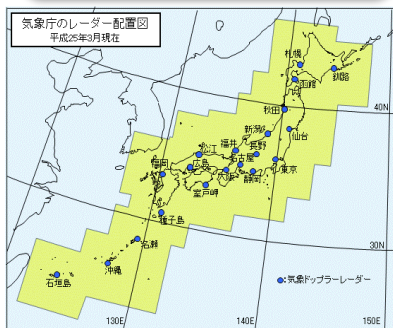 気象庁のレーダー配置図
平成25年3月現在
札幌
釧路
函館
秋田
40N
仙台
新潟
福井
長野
松江
名古屋
東京
広島
福岡
大阪
静岡
室戸岬
種子島
30N
名瀬
沖縄
石垣島
:気象ドップラーレーダー
130E
140E
150E